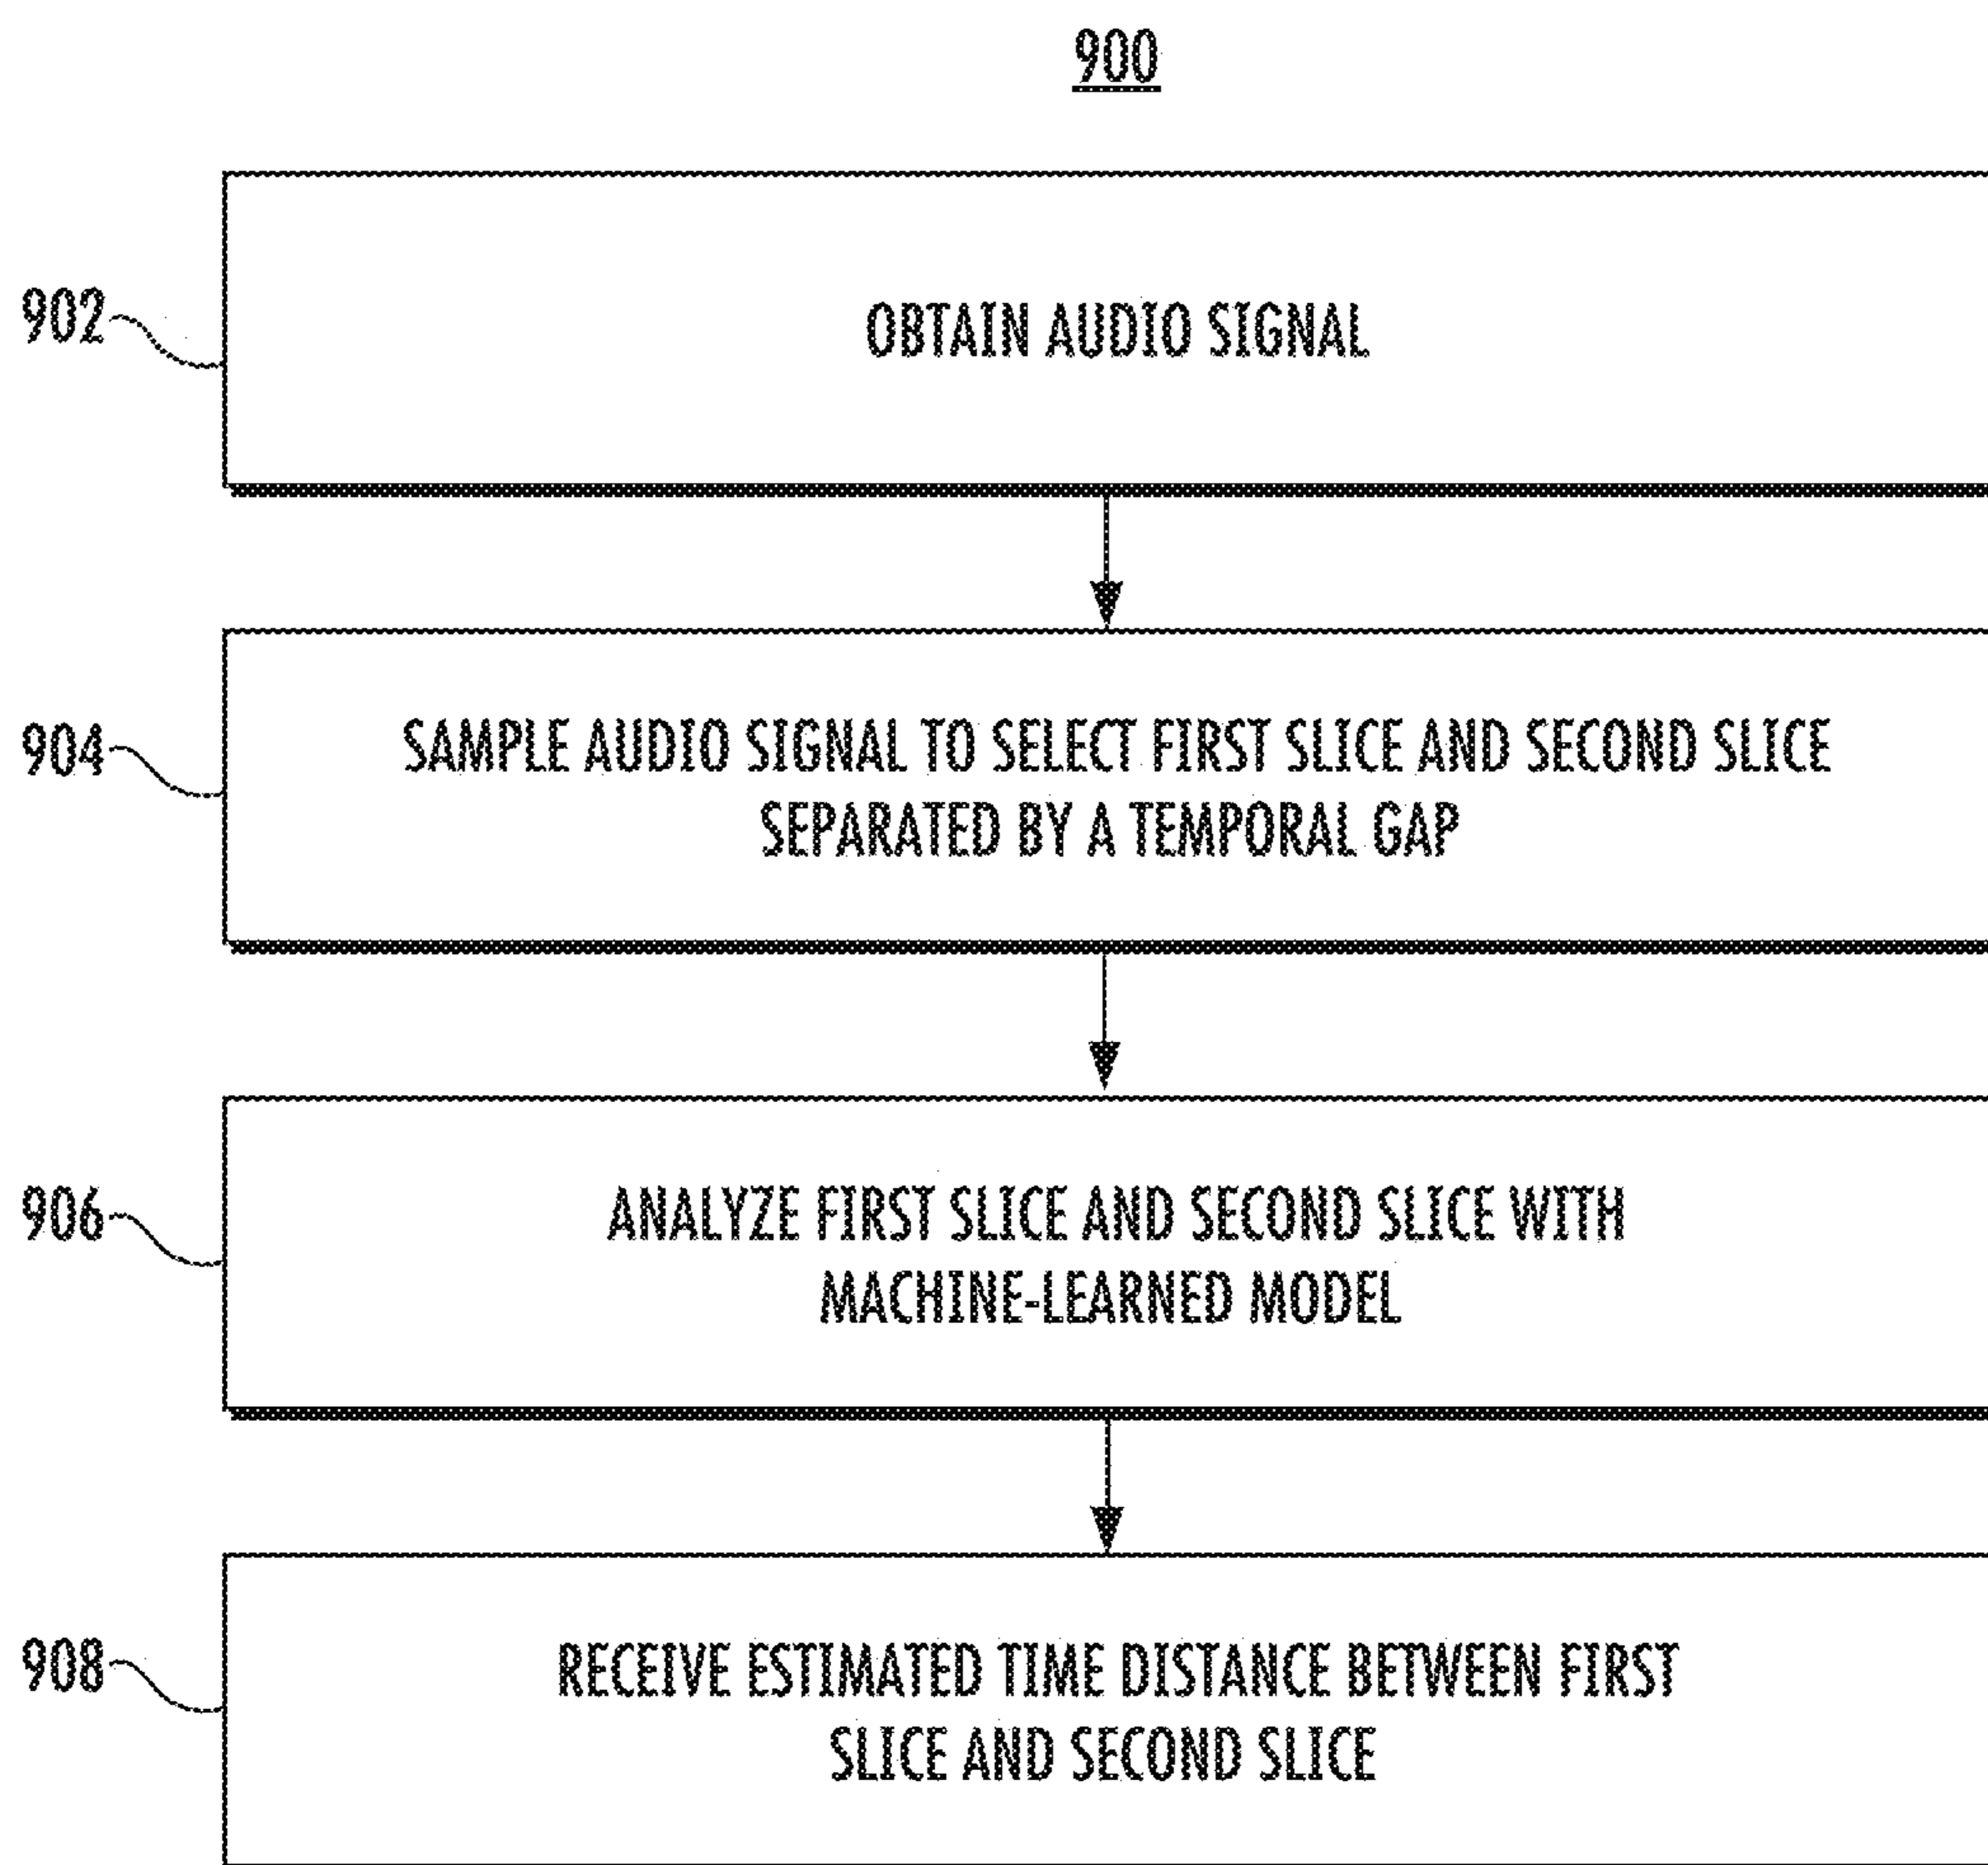 900
902
OBTAIN AUDIO SIGNAL
904
SAMPLE AUDIO SIGNAL TO SELECT FIRST SLICE AND SECOND SLICE
SEPARATED BY A TEMPORAL GAP
906
ANALYZE FIRST SLICE AND SECOND SLICE WITH
MACHINE-LEARNED MODEL
908
RECEIVE ESTIMATED TIME DISTANCE BETWEEN FIRST
SLICE AND SECOND SLICE